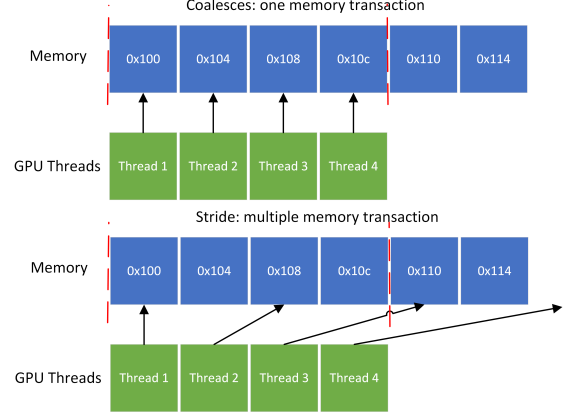 Coalesces: one memory transaction
Memory 0x100 0x104 0x108 0x10c 0x110 0x114
GPU Threads Thread 1 Thread 2 Thread 3 Thread 4
Stride: multiple memory transaction
Memory 0x100 0x104 0x108 0x10c 0x110 0x114
GPU Threads Thread 1 Thread 2 Thread 3 Thread 4